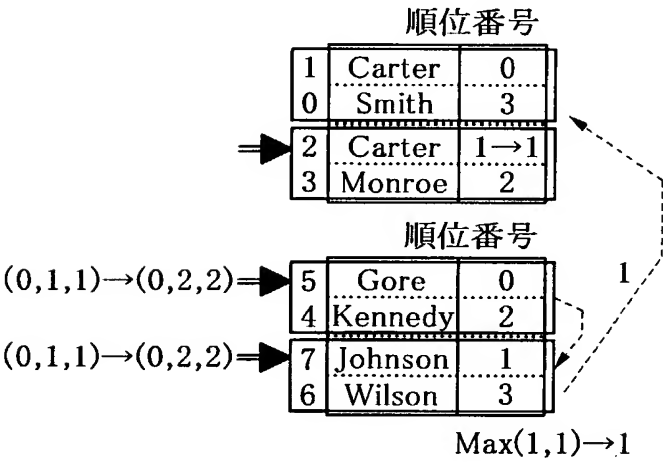 順位番号
1 Carter 0
0 Smith 3
2 Carter 1→1
3 Monroe 2
順位番号
(0,1,1)→(0,2,2) 5 Gore 0
1
4 Kennedy 2
(0,1,1)→(0,2,2) 7 Johnson 1
6 Wilson 3
Max(1,1)→1